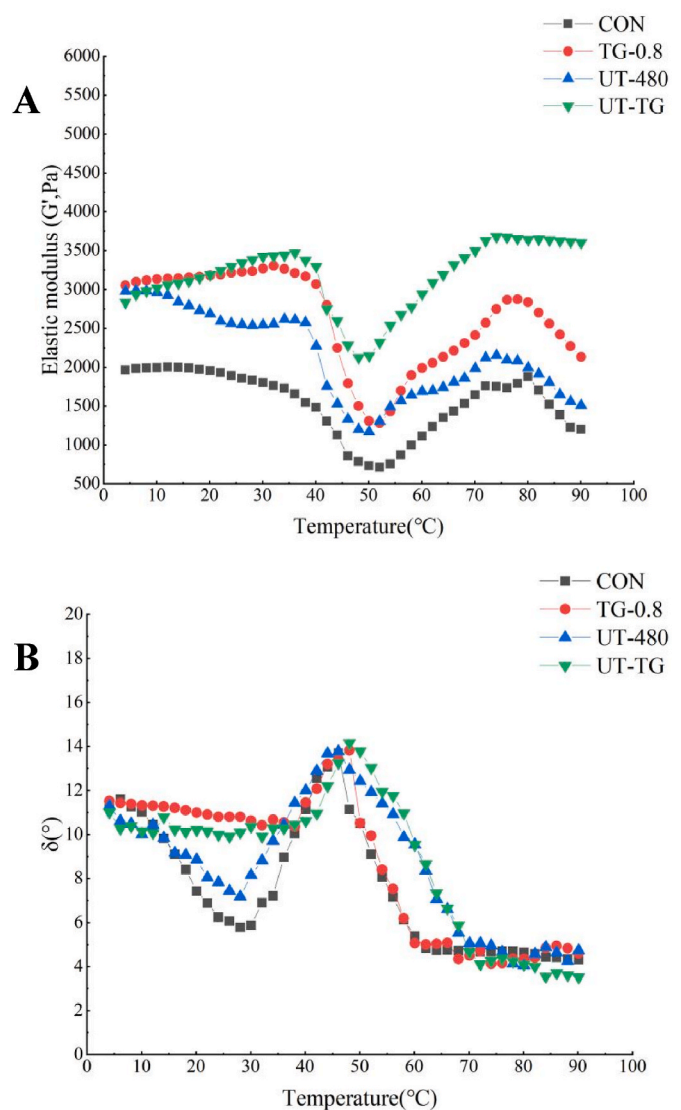 CON
TG-0.8
UT-480
UT-TG
A
6000
5500
5000
4500
4000
3500
3000
2500
2000
1500
1000
500
Elastic modulus (G',Pa)
0 10 20 30 40 50 60 70 80 90 100
Temperature(°C)
CON
TG-0.8
UT-480
UT-TG
B
20
18
16
14
12
10
8
6
4
2
0
δ(°)
0 10 20 30 40 50 60 70 80 90 100
Temperature(°C)